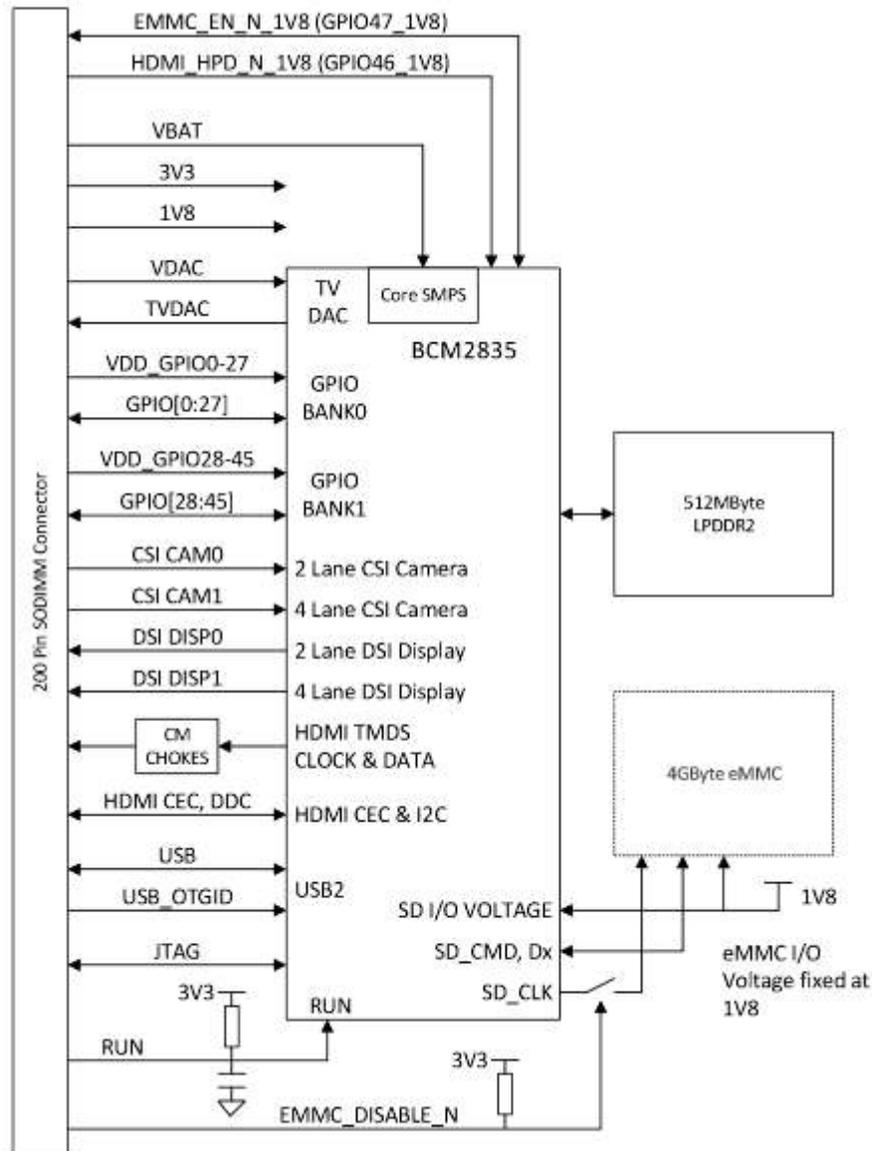 EMMC_EN_N_1V8 (GPIO47_1V8)
HDMI_HPD_N_1V8 (GPIO46_1V8)
VBAT
3V3
1V8
VDAC
TVDAC
TV
DAC
Core SMPS
BCM2835
VDD_GPIO0-27
GPIO[0:27]
GPIO
BANK0
VDD_GPIO28-45
GPIO[28:45]
GPIO
BANK1
512MByte
LPDDR2
200 Pin SODIMM Connector
CSI CAM0
2 Lane CSI Camera
CSI CAM1
4 Lane CSI Camera
DSI DISP0
2 Lane DSI Display
DSI DISP1
4 Lane DSI Display
CM
CHOKES
HDMI TMDS
CLOCK & DATA
4GByte eMMC
HDMI CEC, DDC
HDMI CEC & I2C
USB
USB_OTGID
USB2
SD I/O VOLTAGE
1V8
SD_CMD, Dx
eMMC I/O
Voltage fixed at
1V8
JTAG
SD_CLK
3V3
RUN
RUN
3V3
EMMC_DISABLE_N